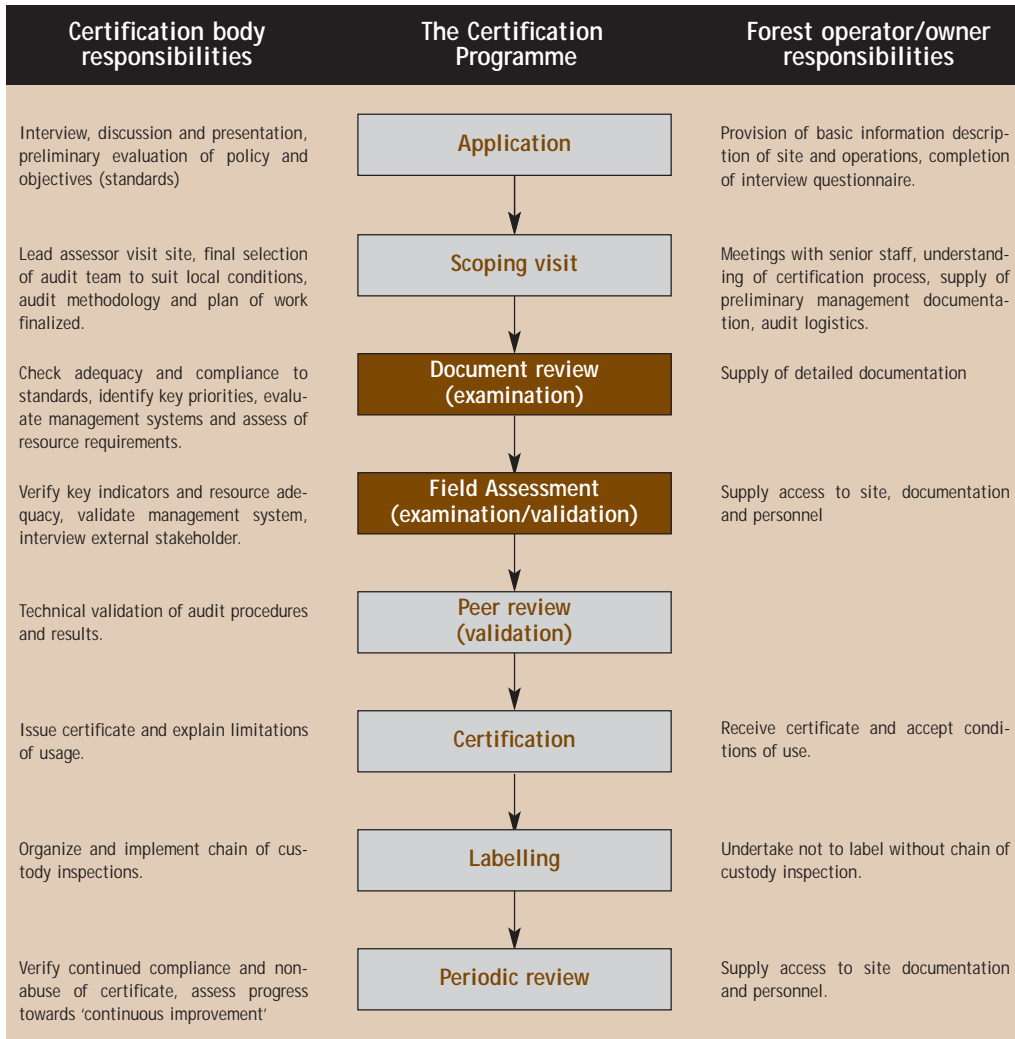 Certification body
responsibilities
The Certification
Programme
Forest operator/owner
responsibilities
Interview, discussion and presentation,
preliminary evaluation of policy and
objectives (standards)
Application
Provision of basic information descrip
tion of site and operations, completion
of interview questionnaire.
Lead assessor visit site, final selection
of audit team to suit local conditions,
audit methodology and plan of work
finalized.
Scoping visit
Meetings with senior staff, understand-
ing of certification process, supply of
preliminary management documenta-
tion, audit logistics.
Check adequacy and compliance to
standards, identify key priorities, evalu-
ate management systems and assess of
resource requirements.
Document review
(examination)
Supply of detailed documentation
Verify key indicators and resource ade-
quacy, validate management system,
interview external stakeholder.
Field Assessment
(examination/validation)
Supply access to site, documentation
and personnel
Technical validation of audit procedures
and results.
Peer review
(validation)
Issue certificate and explain limitations
of usage.
Certification
Receive certificate and accept condi-
tions of use.
Organize and implement chain of cus-
tody inspections.
Labelling
Undertake not to label without chain of
custody inspection.
Verify continued compliance and non-
abuse of certificate, assess progress
towards ‘continuous improvement’
Periodic review
Supply access to site documentation
and personnel.